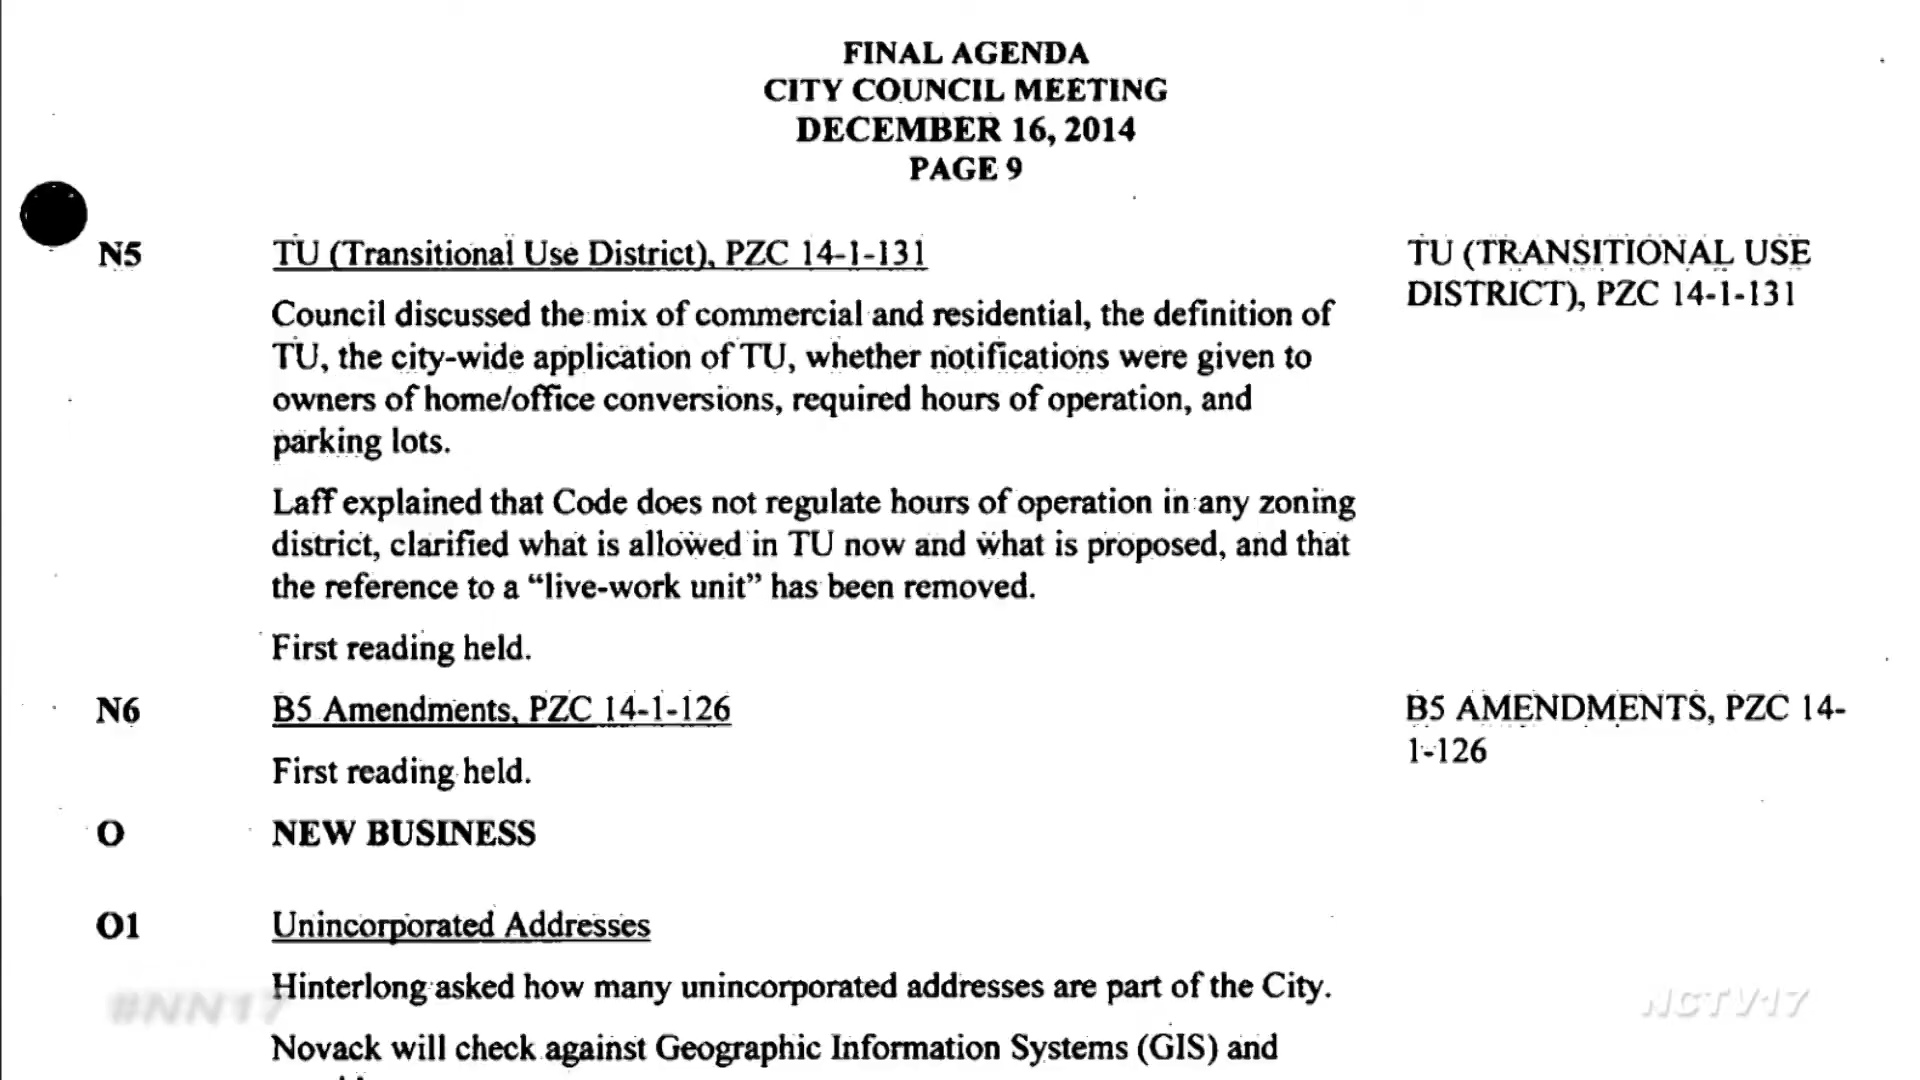 FINAL AGENDA
CITY COUNCIL MEETING
DECEMBER 16, 2014
PAGE 9
N5 TU (Transitional Use District), PZC 14-1-131
TU (TRANSITIONAL USE
DISTRICT), PZC 14-1-131
Council discussed the mix of commercial and residential, the definition of
TU, the city-wide application of TU, whether notifications were given to
owners of home/office conversions, required hours of operation, and
parking lots.
Laff explained that Code does not regulate hours of operation in any zoning
district, clarified what is allowed in TU now and what is proposed, and that
the reference to a “live-work unit” has been removed.
First reading held.
N6 B5 Amendments, PZC 14-1-126
B5 AMENDMENTS, PZC 14-
1-126
First reading held.
O NEW BUSINESS
O1 Unincorporated Addresses
Hinterlong asked how many unincorporated addresses are part of the City.
Novack will check against Geographic Information Systems (GIS) and
#NN17
NCTV17